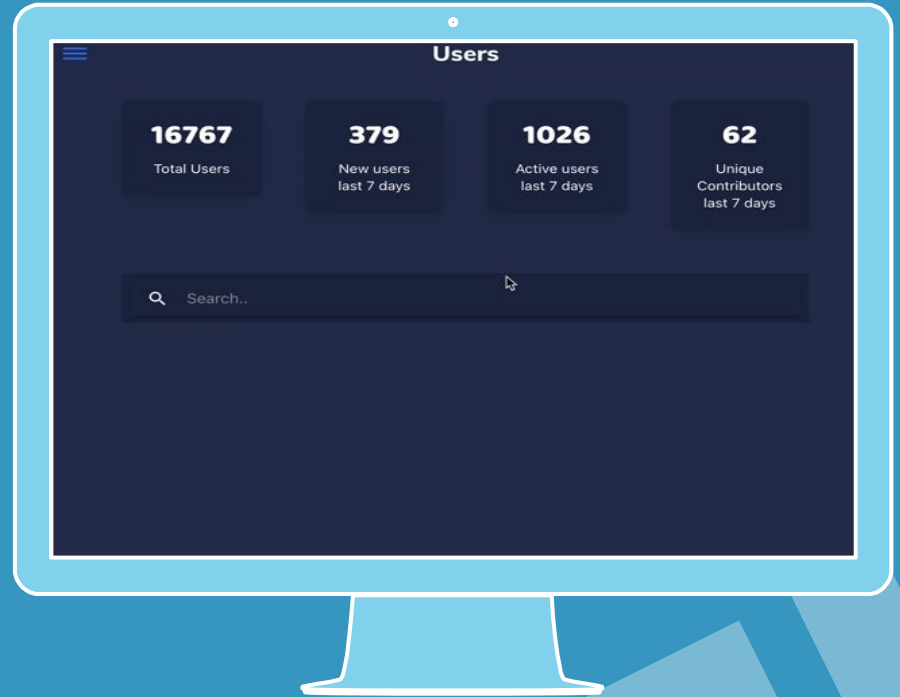 Users
16767
Total Users
379
New users
last 7 days
1026
Active users
last 7 days
62
Unique
Contributors
last 7 days
Search..